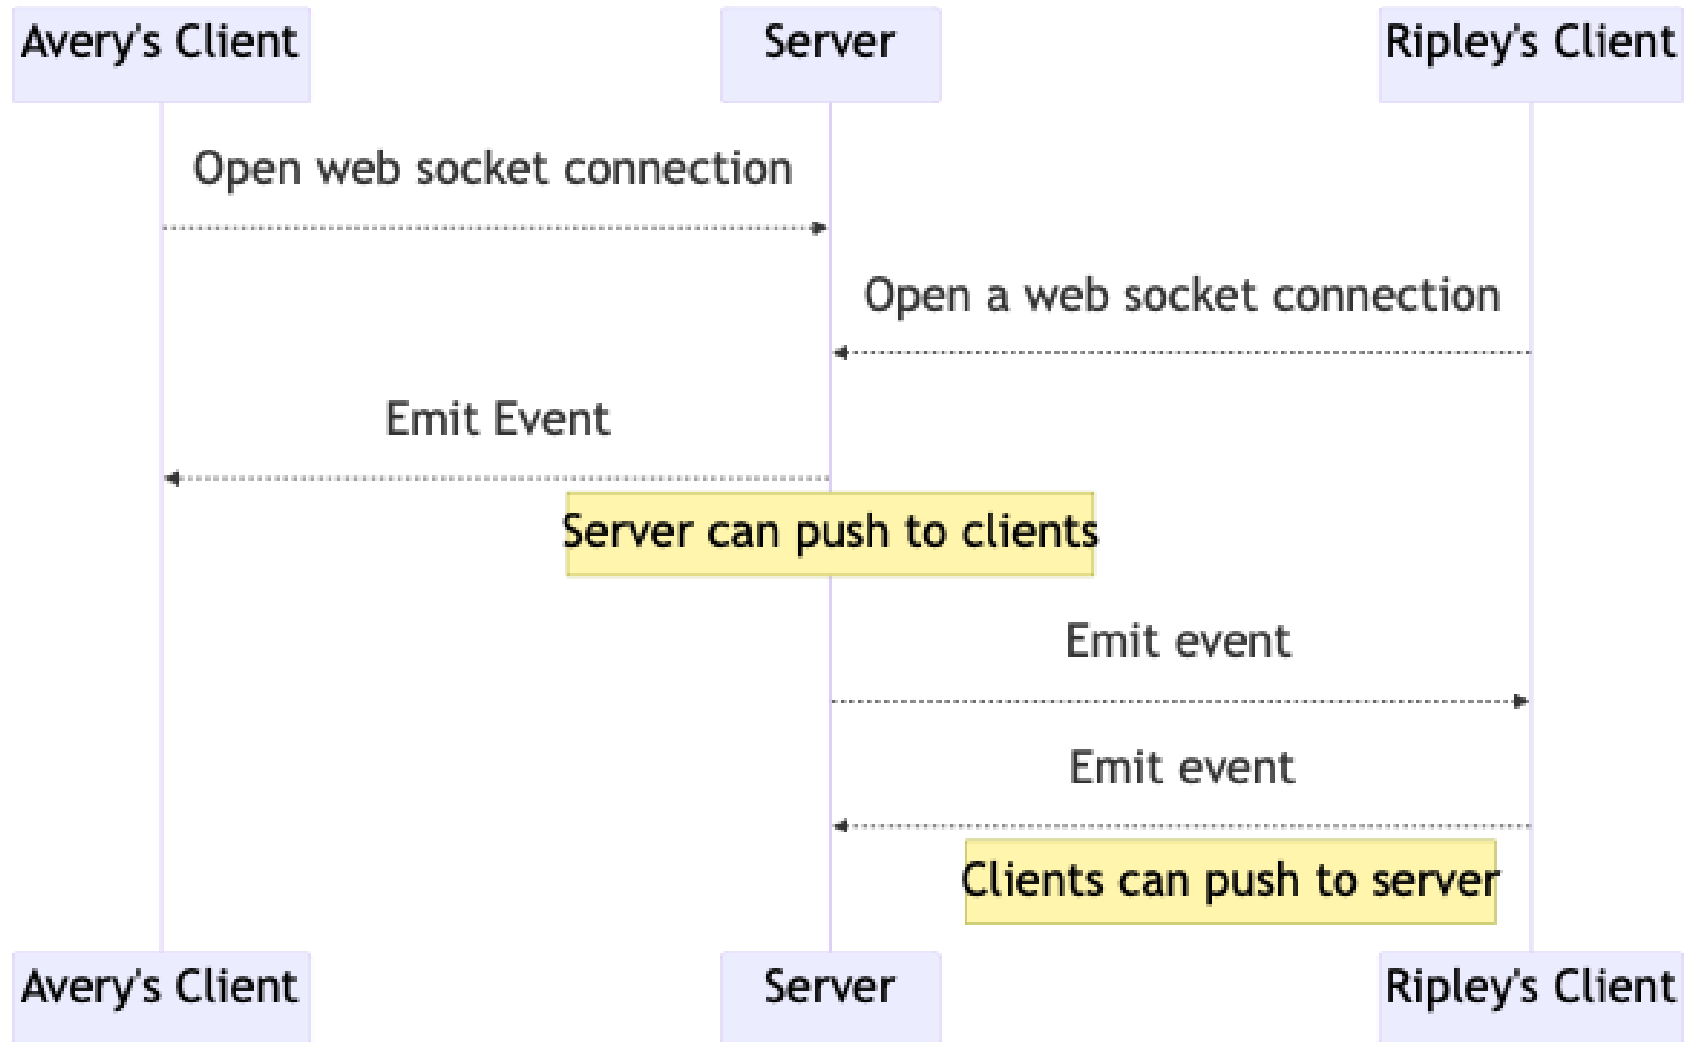 Avery's Client
Server
Ripley's Client
Open web socket connection
Open a web socket connection
Emit Event
Server can push to clients
Emit event
Emit event
Clients can push to server
Avery's Client
Server
Ripley's Client